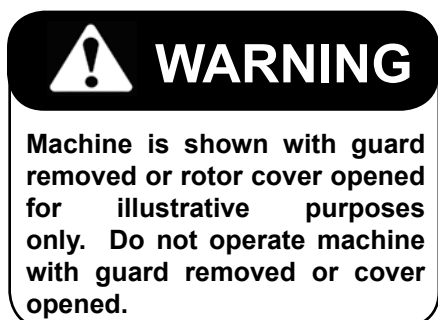 WARNING
Machine is shown with guard
removed or rotor cover opened
for illustrative purposes
only. Do not operate machine
with guard removed or cover
opened.